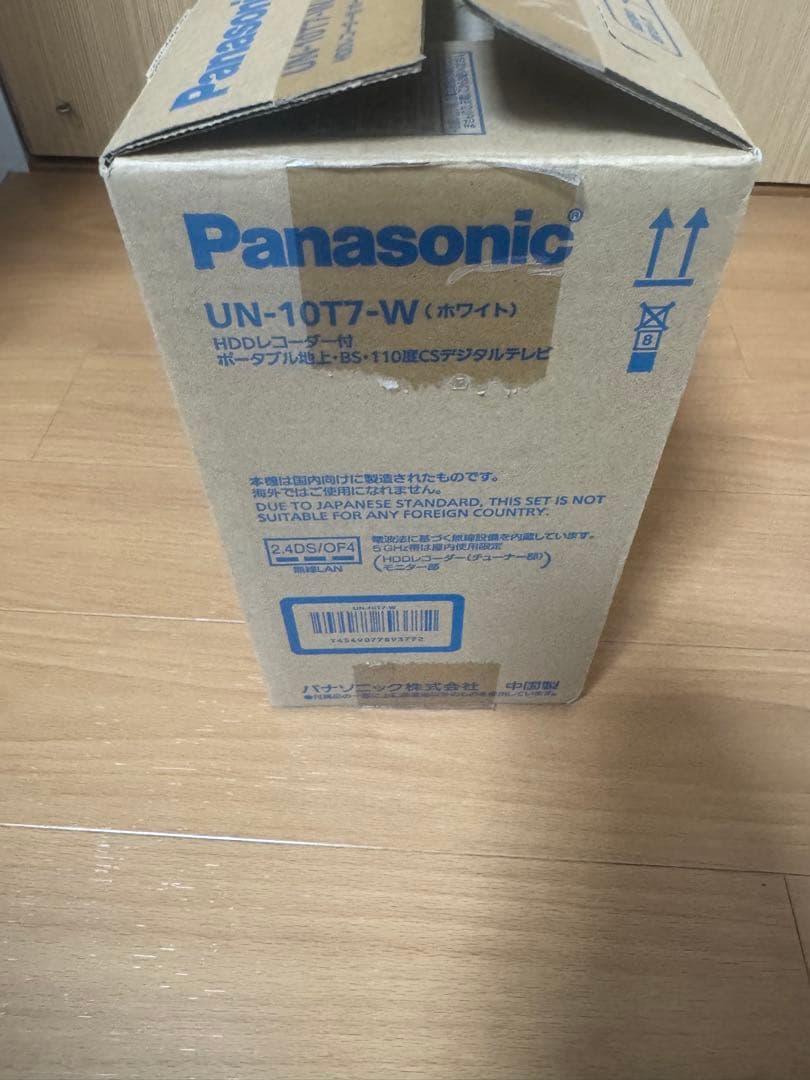 Panasonic
UN-10T7-W
Panasonic®
UN-10T7-W(ホワイト)
HDDレコーダー付
ポータブル地上・BS・110度CSデジタルテレビ
8
本機は国内向けに製造されたものです。
海外ではご使用になれません。
DUE TO JAPANESE STANDARD, THIS SET IS NOT
SUITABLE FOR ANY FOREIGN COUNTRY.
2.4DS/OF4
無線LAN
電波法に基づく無線設備を内蔵しています。
5GHz帯は屋内使用限定
(HDDレコーダー(チューナー部)
モニター部)
UN-10T7-W
T4549077893772
パナソニック株式会社 中国製